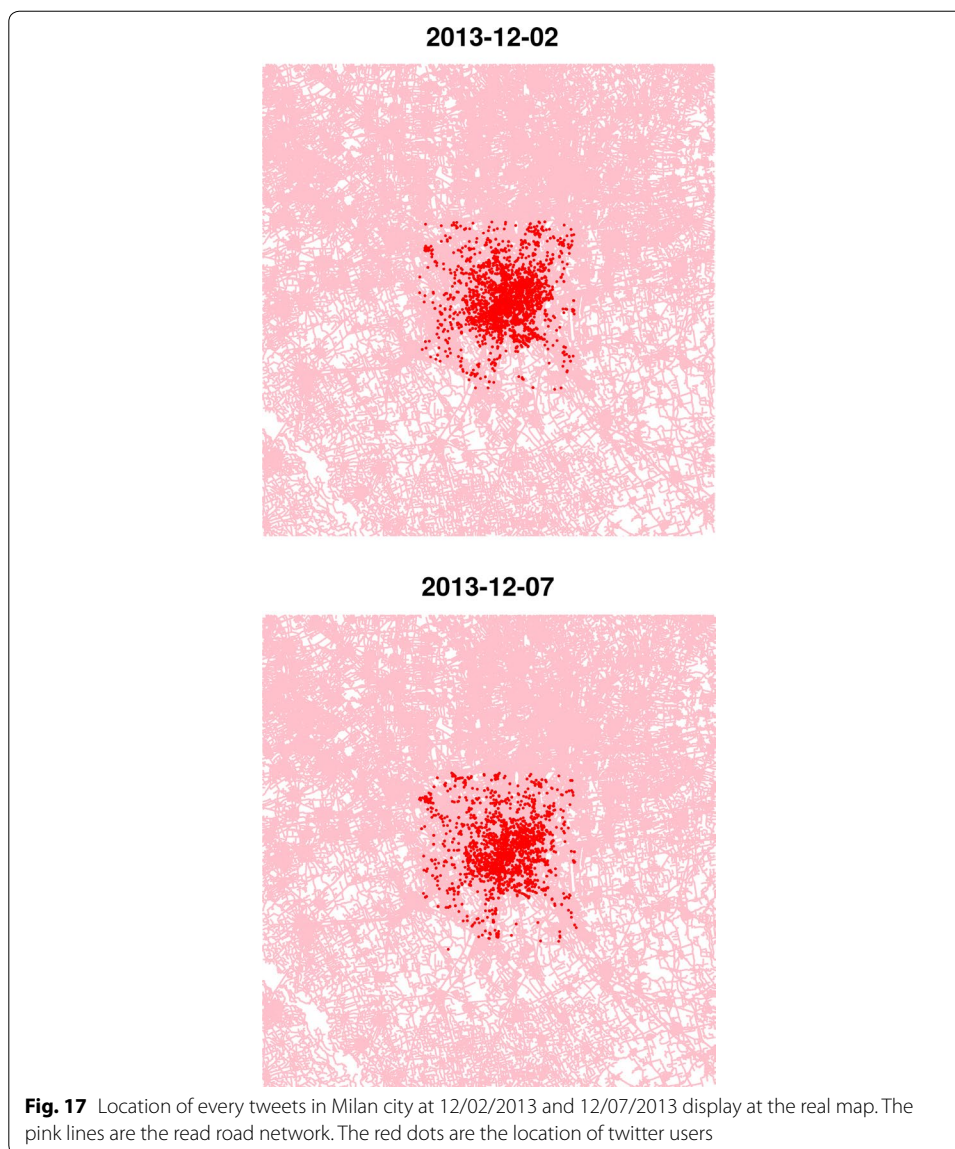 2013-12-02
2013-12-07
Fig. 17 Location of every tweets in Milan city at 12/02/2013 and 12/07/2013 display at the real map. The
pink lines are the read road network. The red dots are the location of twitter users